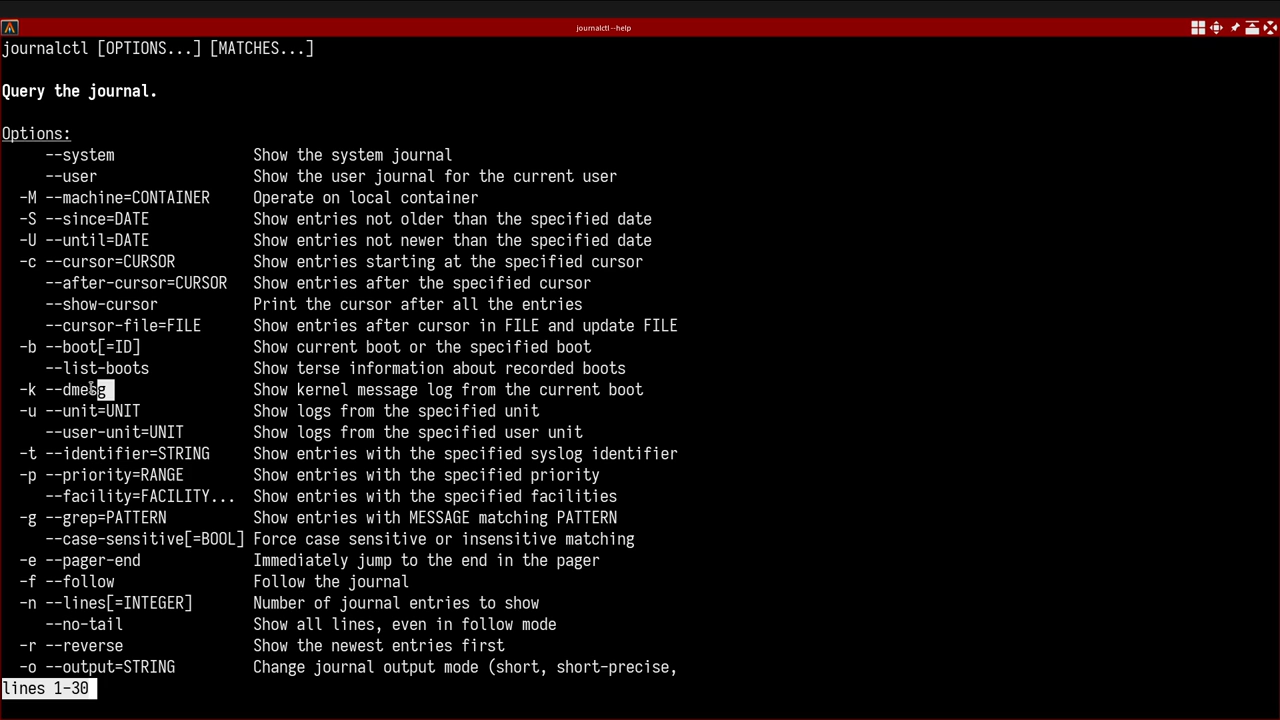 journalctl --help
journalctl [OPTIONS...] [MATCHES...]
Query the journal.
Options:
--system Show the system journal
--user Show the user journal for the current user
-M --machine=CONTAINER Operate on local container
-S --since=DATE Show entries not older than the specified date
-U --until=DATE Show entries not newer than the specified date
-c --cursor=CURSOR Show entries starting at the specified cursor
--after-cursor=CURSOR Show entries after the specified cursor
--show-cursor Print the cursor after all the entries
--cursor-file=FILE Show entries after cursor in FILE and update FILE
-b --boot[=ID] Show current boot or the specified boot
--list-boots Show terse information about recorded boots
-k --dmesg Show kernel message log from the current boot
-u --unit=UNIT Show logs from the specified unit
--user-unit=UNIT Show logs from the specified user unit
-t --identifier=STRING Show entries with the specified syslog identifier
-p --priority=RANGE Show entries with the specified priority
--facility=FACILITY... Show entries with the specified facilities
-g --grep=PATTERN Show entries with MESSAGE matching PATTERN
--case-sensitive[=BOOL] Force case sensitive or insensitive matching
-e --pager-end Immediately jump to the end in the pager
-f --follow Follow the journal
-n --lines[=INTEGER] Number of journal entries to show
--no-tail Show all lines, even in follow mode
-r --reverse Show the newest entries first
-o --output=STRING Change journal output mode (short, short-precise,
lines 1-30